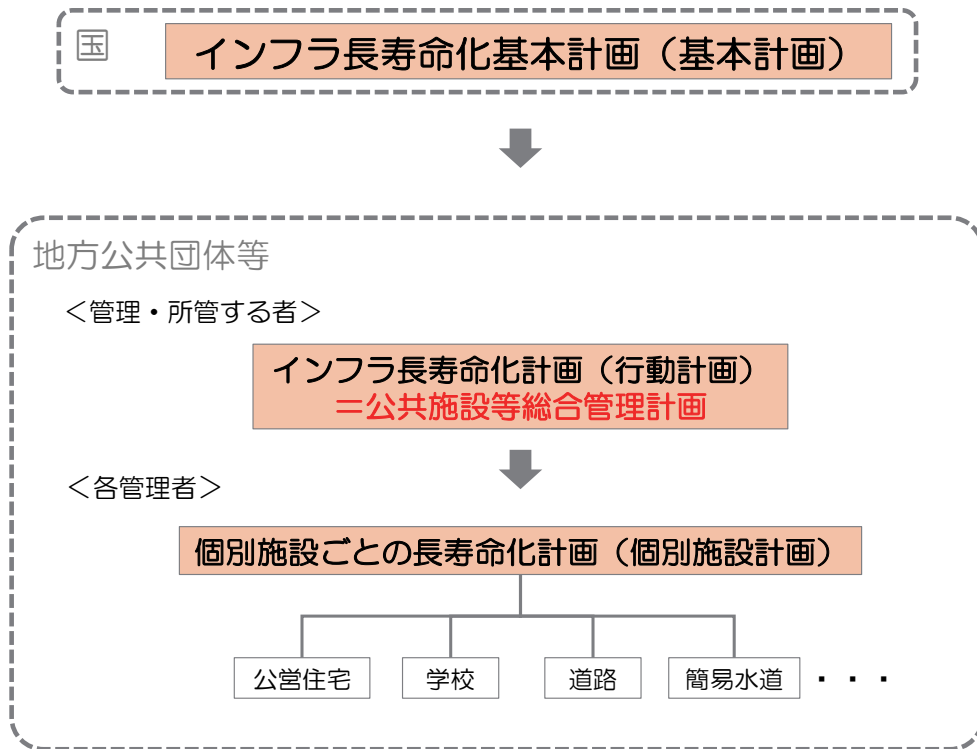 国
インフラ長寿命化基本計画（基本計画）
地方公共団体等
＜管理・所管する者＞
インフラ長寿命化計画（行動計画）
＝公共施設等総合管理計画
＜各管理者＞
個別施設ごとの長寿命化計画（個別施設計画）
公営住宅
学校
道路
簡易水道
・・・